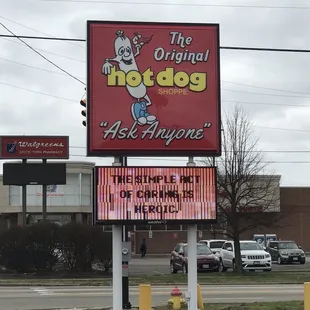 The
Original
hot dog
SHOPPE
"Ask Anyone"
Walgreens
THE SIMPLE ACT
OF CARING IS
HEROIC.